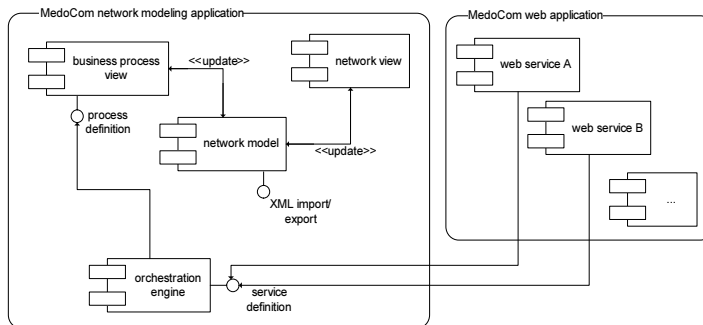 MedoCom network modeling application
MedoCom web application
business process
view
<<update>>
network view
web service A
process
definition
network model
<<update>>
web service B
XML import/
export
...
orchestration
engine
service
definition